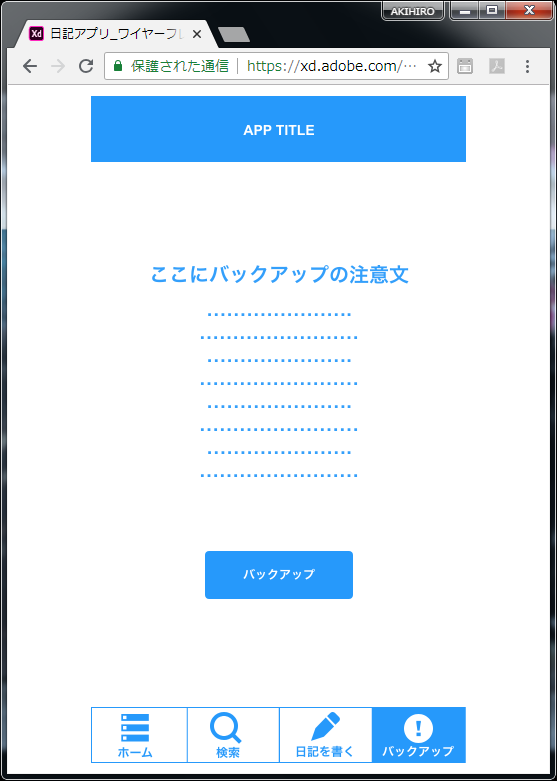 AKIHIRO
Xd
日記アプリ_ワイヤーフレ
保護された通信
https://xd.adobe.com/…
APP TITLE
ここにバックアップの注意文
……………………
………………………
……………………
………………………
……………………
………………………
……………………
………………………
バックアップ
ホーム
検索
日記を書く
バックアップ